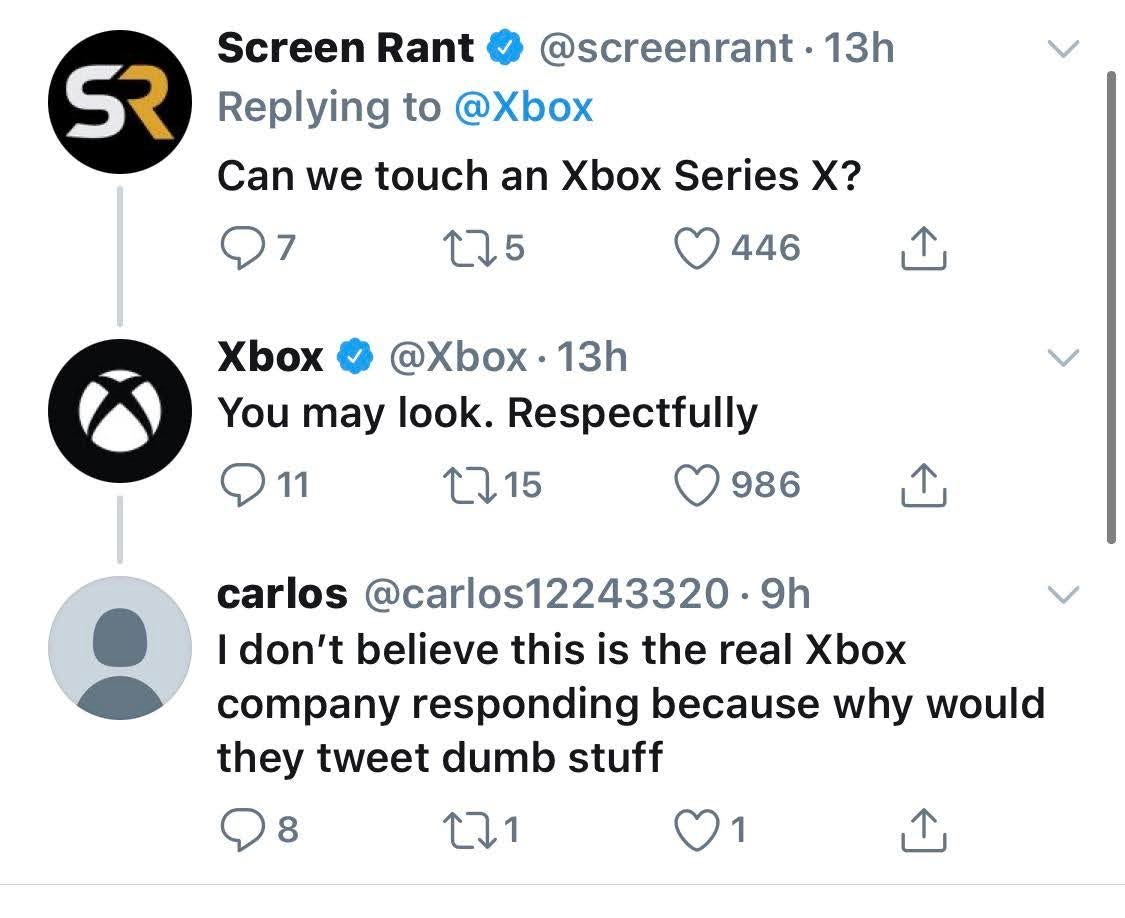 Screen Rant @screenrant · 13h
Replying to @Xbox
Can we touch an Xbox Series X?
7 5 446
Xbox @Xbox · 13h
You may look. Respectfully
11 15 986
carlos @carlos12243320 · 9h
I don’t believe this is the real Xbox
company responding because why would
they tweet dumb stuff
8 1 1